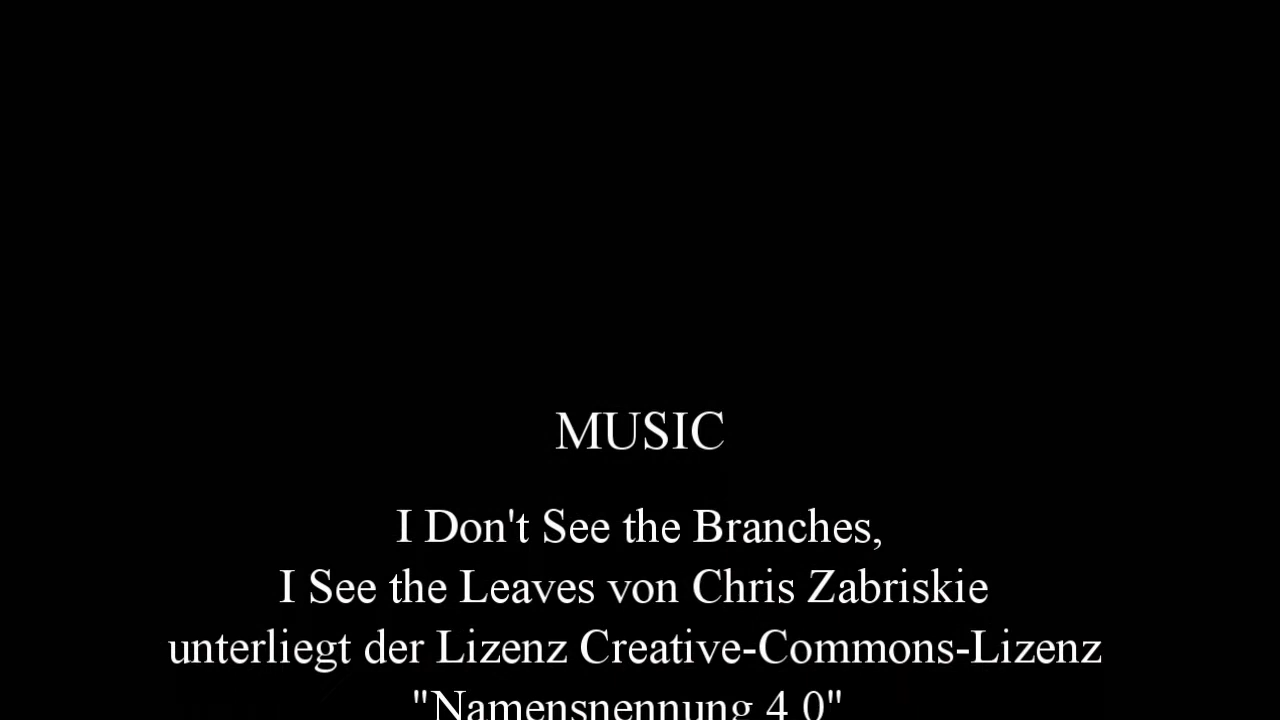 MUSIC
I Don't See the Branches,
I See the Leaves von Chris Zabriskie
unterliegt der Lizenz Creative-Commons-Lizenz
"Namensnennung 4.0"